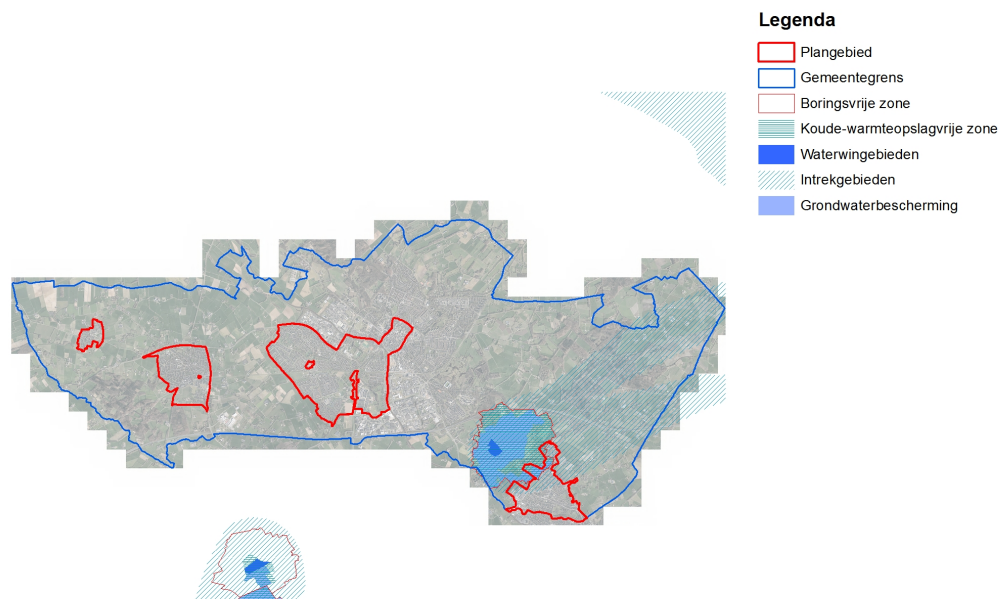 Legenda
Plangebied
Gemeentegrens
Boringsvrije zone
Koude-warmteopslagvrije zone
Waterwingebieden
Intrekgebieden
Grondwaterbescherming